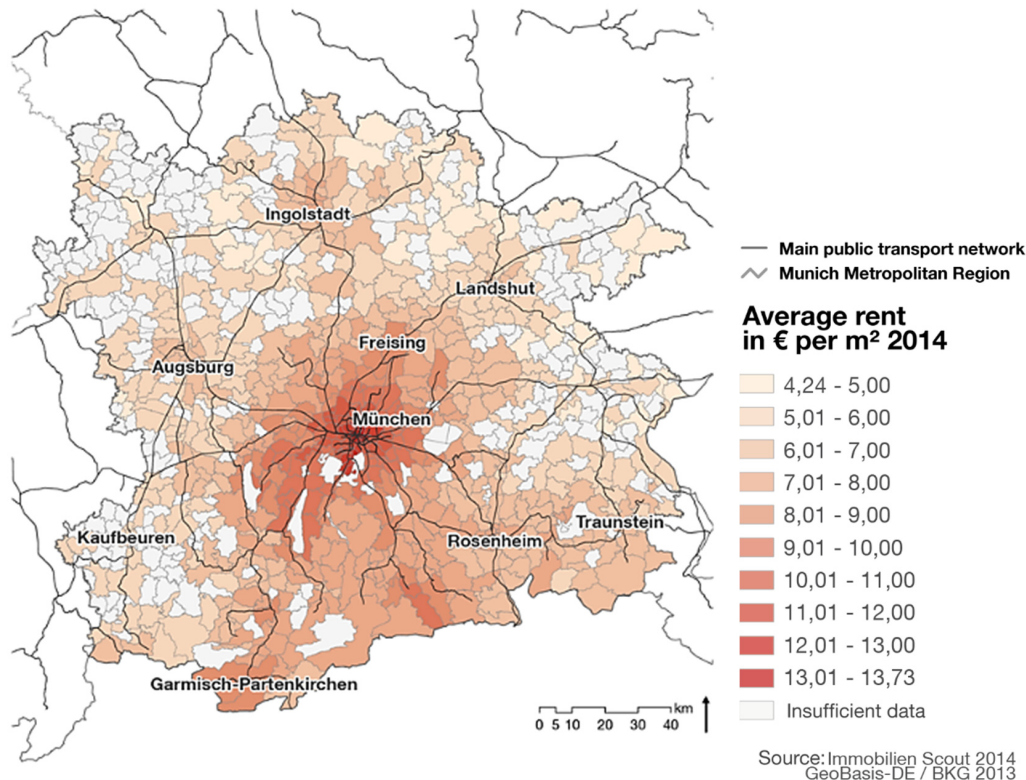 Ingolstadt
Landshut
Freising
Augsburg
München
Kaufbeuren
Rosenheim
Traunstein
Garmisch-Partenkirchen
km
0 5 10 20 30 40
Main public transport network
Munich Metropolitan Region
Average rent
in € per m² 2014
4,24 - 5,00
5,01 - 6,00
6,01 - 7,00
7,01 - 8,00
8,01 - 9,00
9,01 - 10,00
10,01 - 11,00
11,01 - 12,00
12,01 - 13,00
13,01 - 13,73
Insufficient data
Source: Immobilien Scout 2014
GeoBasis-DE / BKG 2013